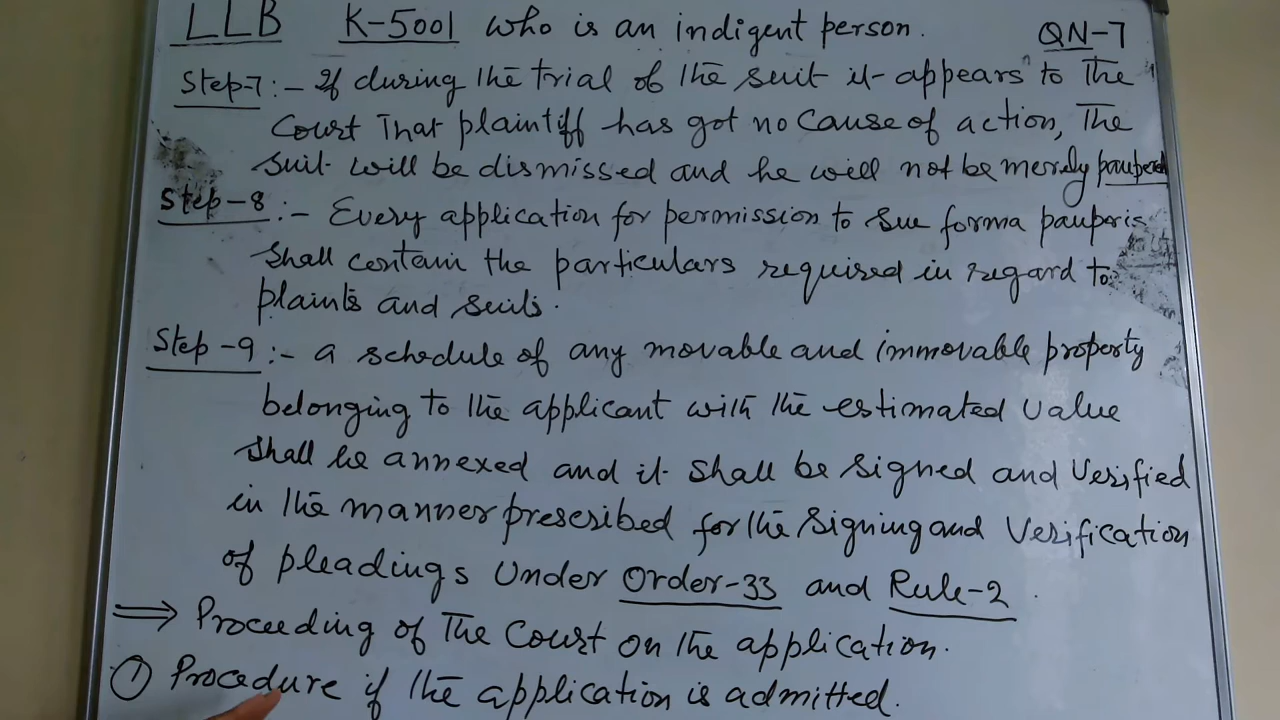 LLB K-5001 who is an indigent person. QN-7
Step-7:- If during the trial of the suit it appears to The
Court That plaintiff has got no cause of action, The
suit will be dismissed and he will not be merely
Step-8:- Every application for permission to sue forma pauperis
shall contain the particulars required in regard to
plaints and suits.
Step-9:- a schedule of any movable and immovable property
belonging to the applicant with the estimated value
shall be annexed and it shall be signed and verified
in the manner prescribed for the signing and verification
of pleadings under Order-33 and Rule-2.
⇒ Proceeding of The Court on the application.
① Procedure if the application is admitted.